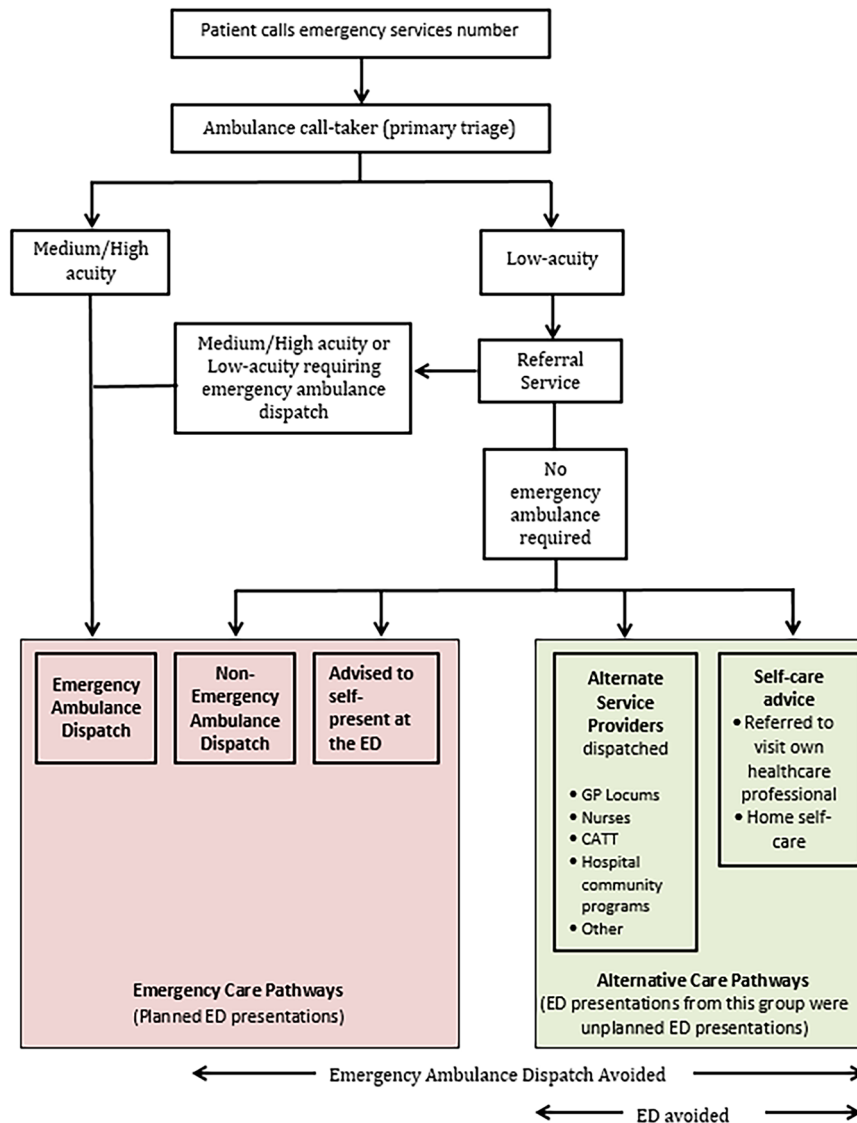 Patient calls emergency services number
Ambulance call-taker (primary triage)
Medium/High
acuity
Low-acuity
Medium/High acuity or
Low-acuity requiring
emergency ambulance
dispatch
Referral
Service
No
emergency
ambulance
required
Emergency
Ambulance
Dispatch
Non-
Emergency
Ambulance
Dispatch
Advised to
self-
present at
the ED
Alternate
Service
Providers
dispatched
• GP Locums
• Nurses
• CATT
• Hospital
community
programs
• Other
Self-care
advice
• Referred to
visit own
healthcare
professional
• Home self-
care
Emergency Care Pathways
(Planned ED presentations)
Alternative Care Pathways
(ED presentations from this group were
unplanned ED presentations)
Emergency Ambulance Dispatch Avoided
ED avoided